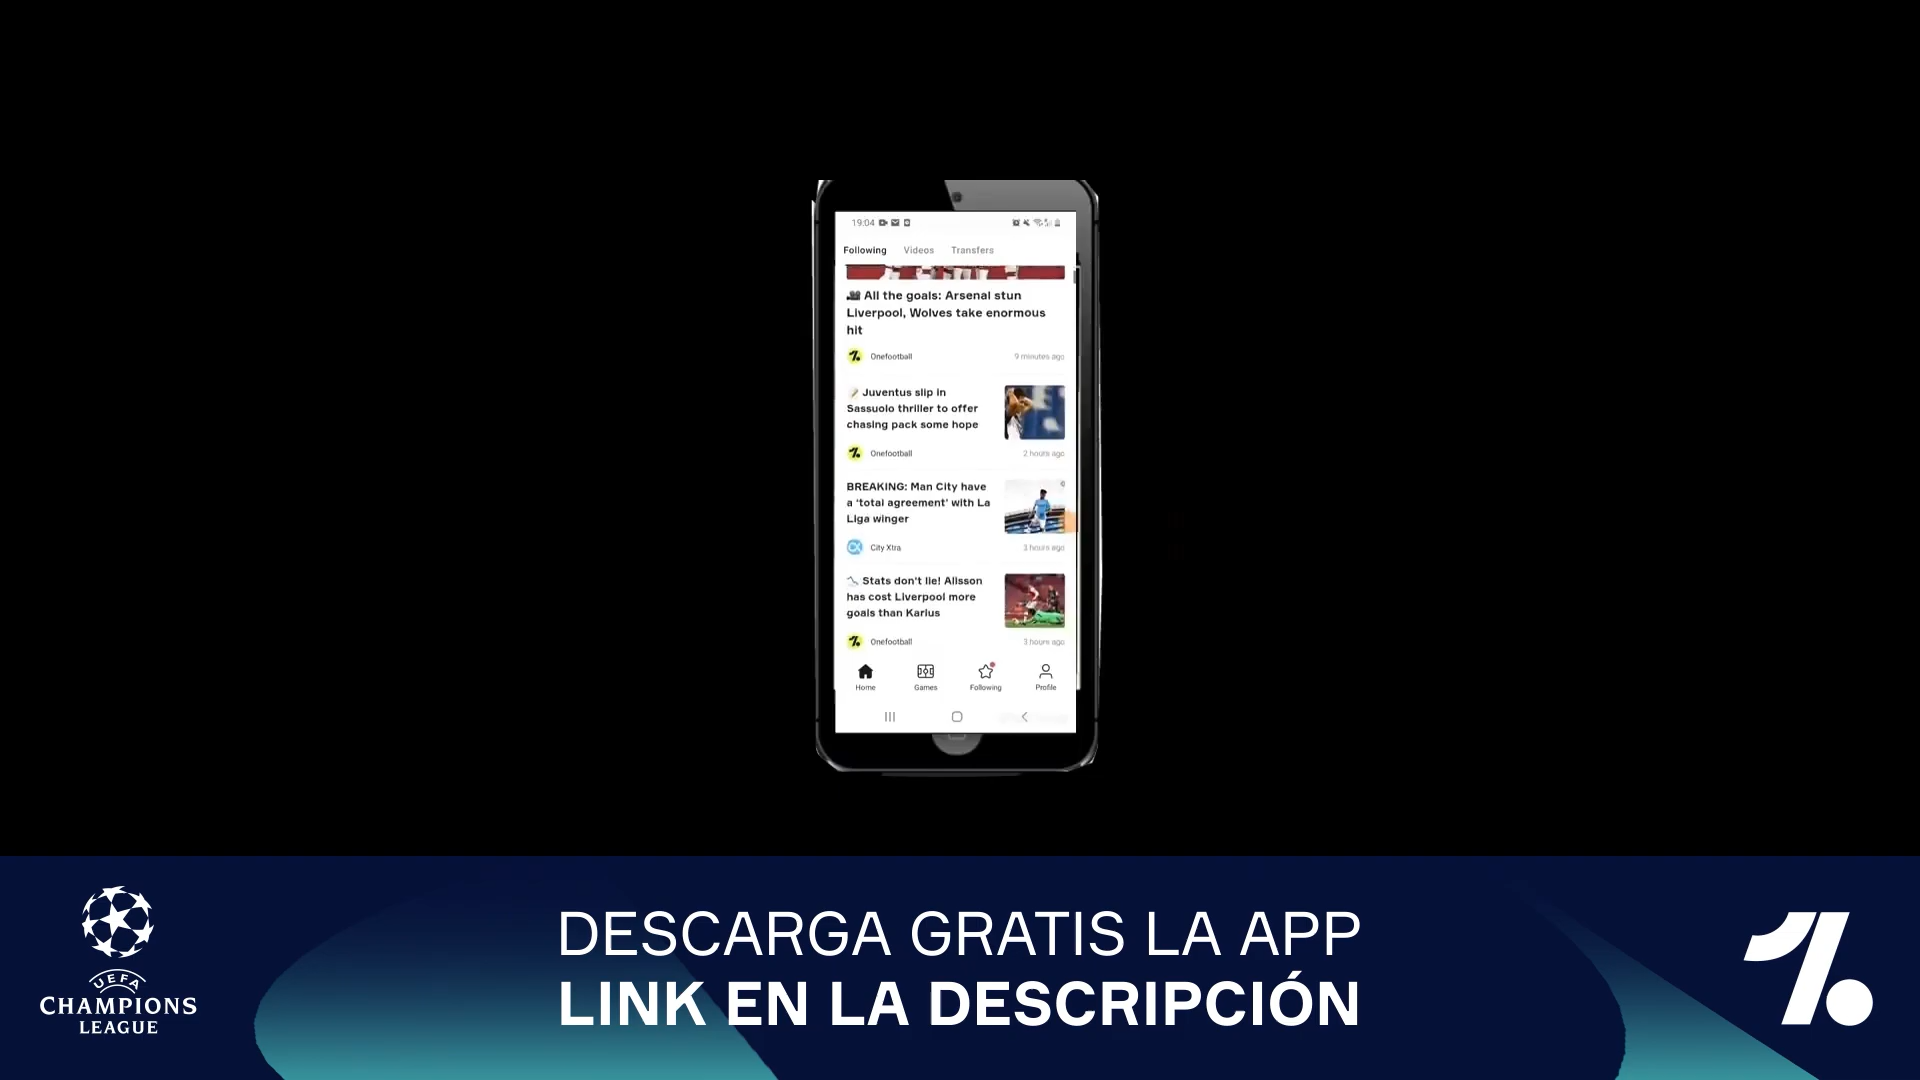 19:04
Following Videos Transfers
All the goals: Arsenal stun
Liverpool, Wolves take enormous
hit
Onefootball 9 minutes ago
Juventus slip in
Sassuolo thriller to offer
chasing pack some hope
Onefootball 2 hours ago
BREAKING: Man City have
a 'total agreement' with La
Liga winger
City Xtra 3 hours ago
Stats don't lie! Alisson
has cost Liverpool more
goals than Karius
Onefootball 3 hours ago
Home Games Following Profile
DESCARGA GRATIS LA APP
LINK EN LA DESCRIPCIÓN
UEFA
CHAMPIONS
LEAGUE